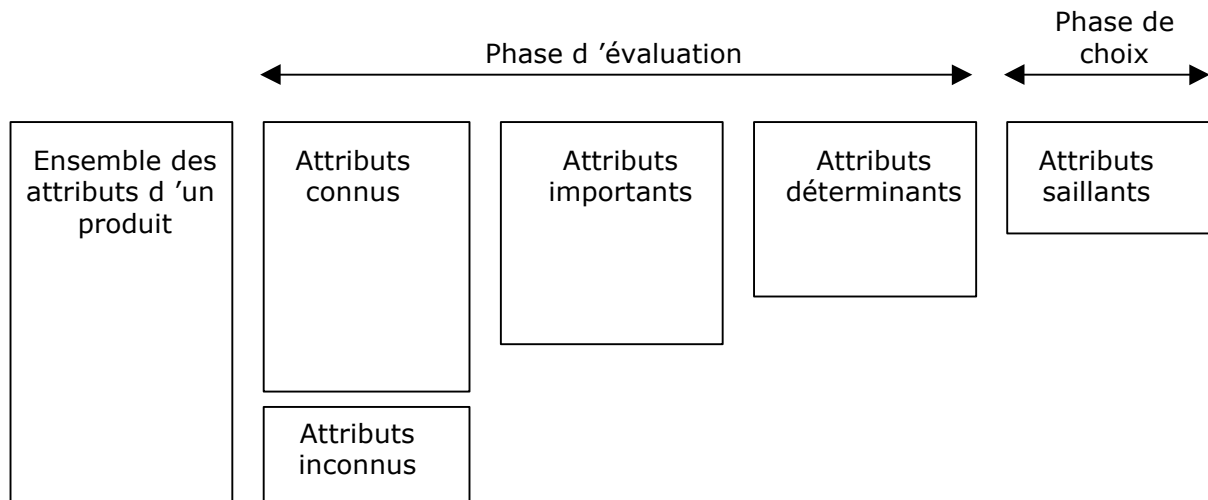 Phase d ’évaluation
Phase de
choix
Ensemble des
attributs d ’un
produit
Attributs
connus
Attributs
importants
Attributs
déterminants
Attributs
saillants
Attributs
inconnus